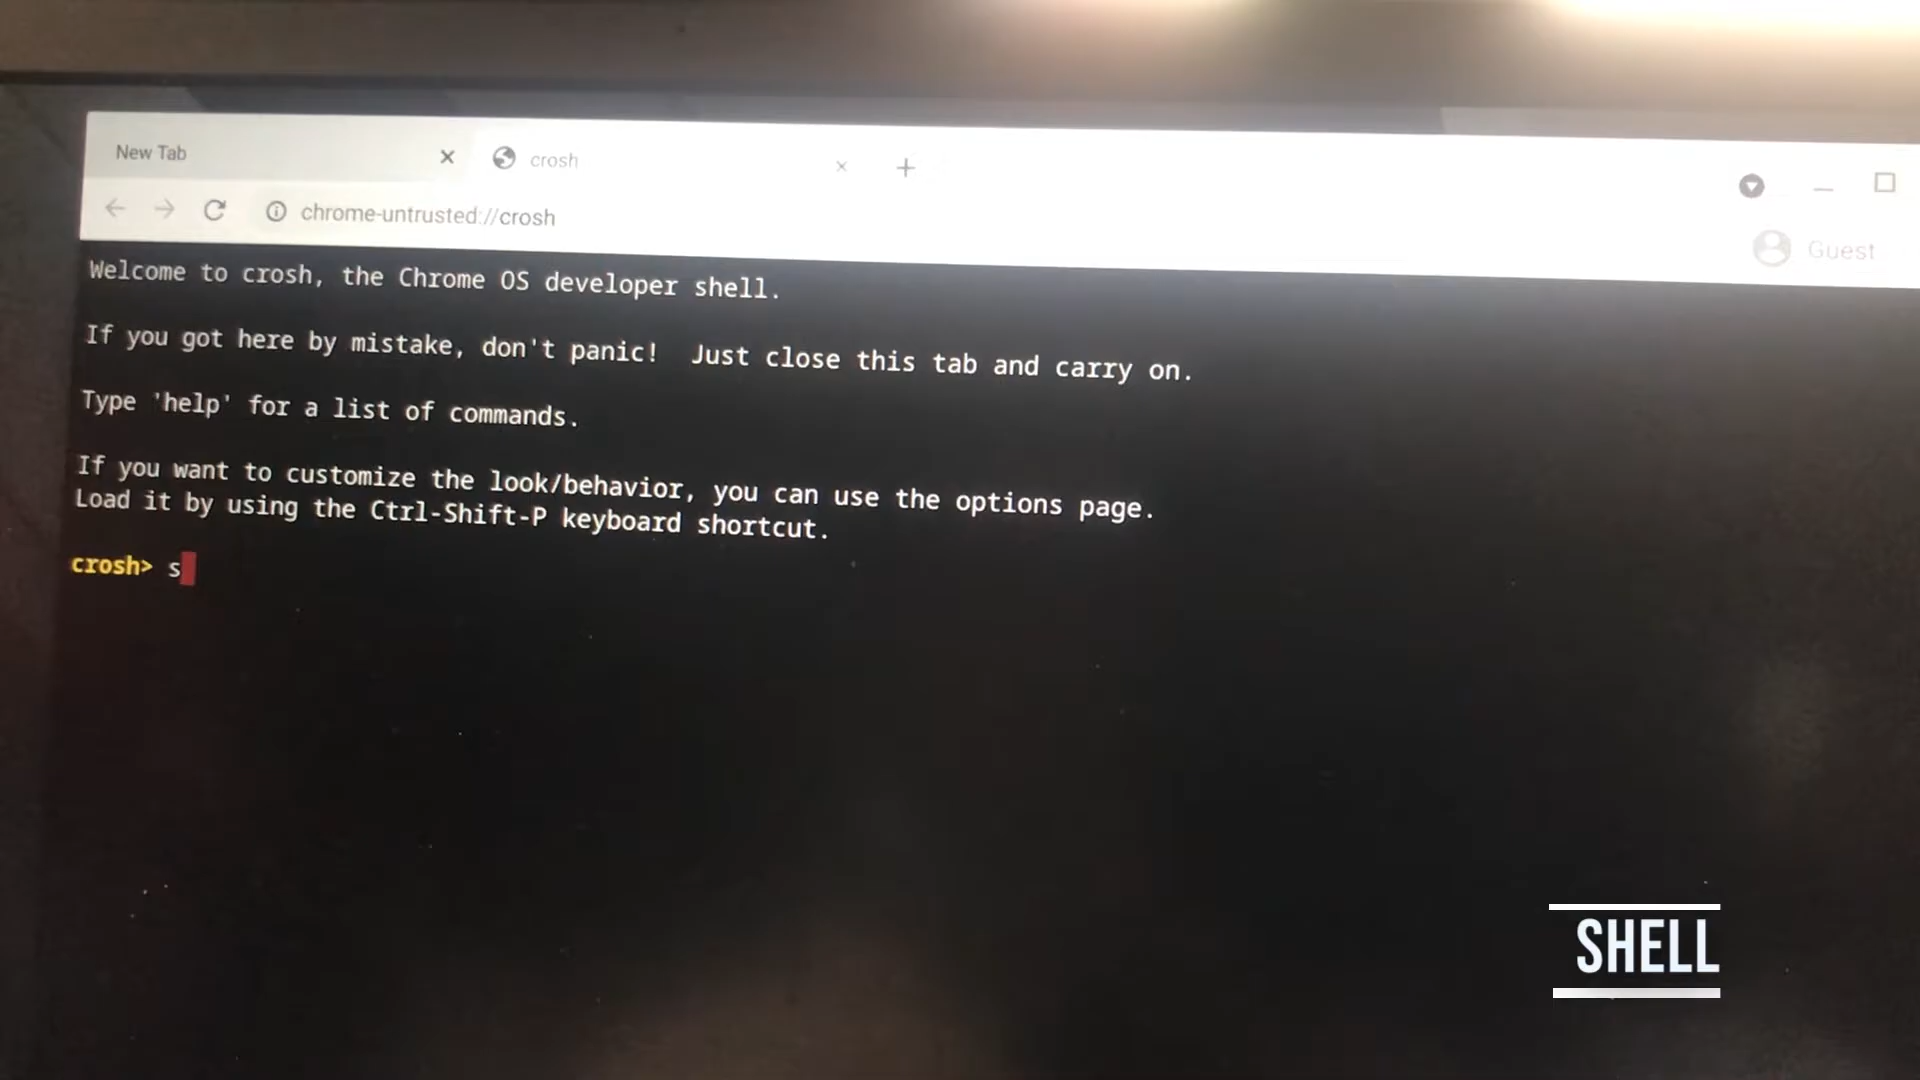 New Tab
crosh
chrome-untrusted://crosh
Guest
Welcome to crosh, the Chrome OS developer shell.
If you got here by mistake, don't panic!  Just close this tab and carry on.
Type 'help' for a list of commands.
If you want to customize the look/behavior, you can use the options page.
Load it by using the Ctrl-Shift-P keyboard shortcut.
crosh> s
SHELL